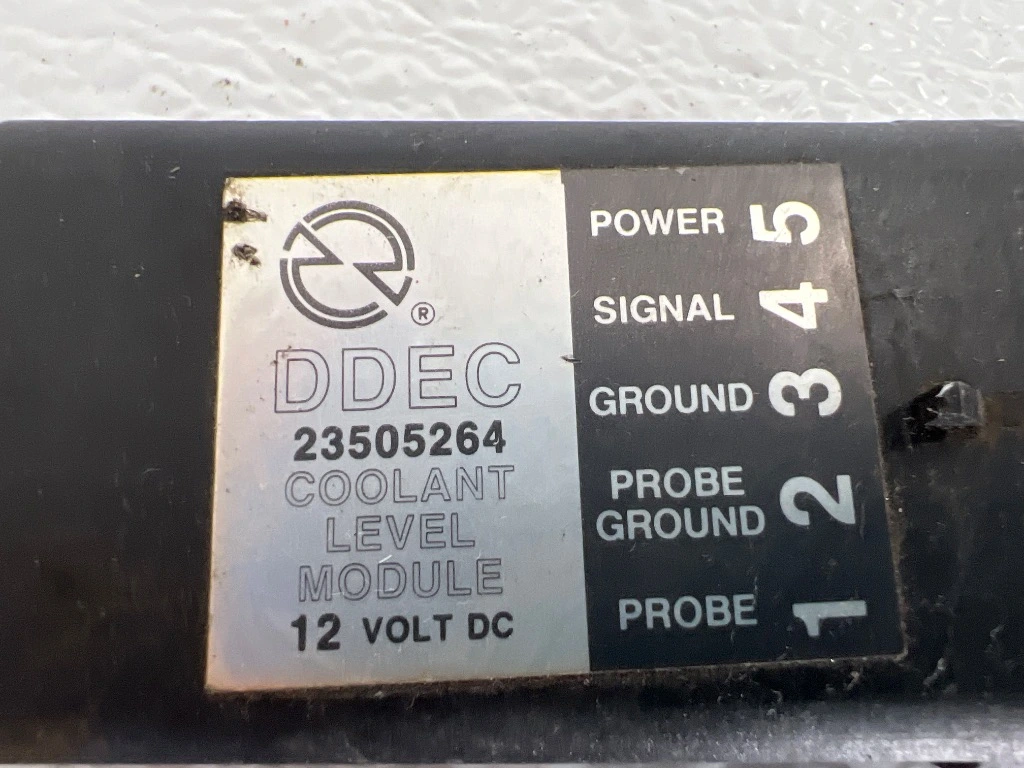 ®
DDEC
23505264
COOLANT
LEVEL
MODULE
12 VOLT DC
POWER 5
SIGNAL 4
GROUND 3
PROBE
GROUND 2
PROBE 1